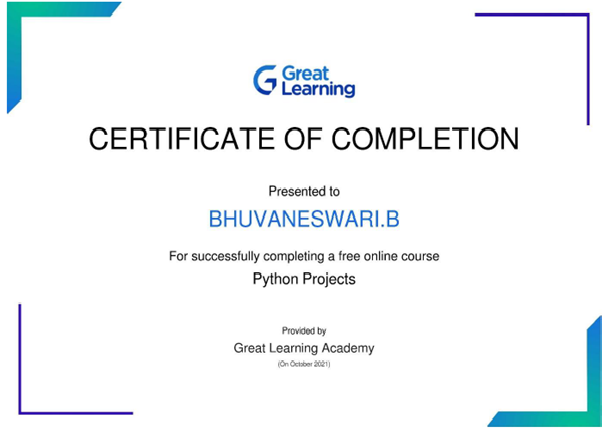 Great
Learning
CERTIFICATE OF COMPLETION
Presented to
BHUVANESWARI.B
For successfully completing a free online course
Python Projects
Provided by
Great Learning Academy
(On October 2021)